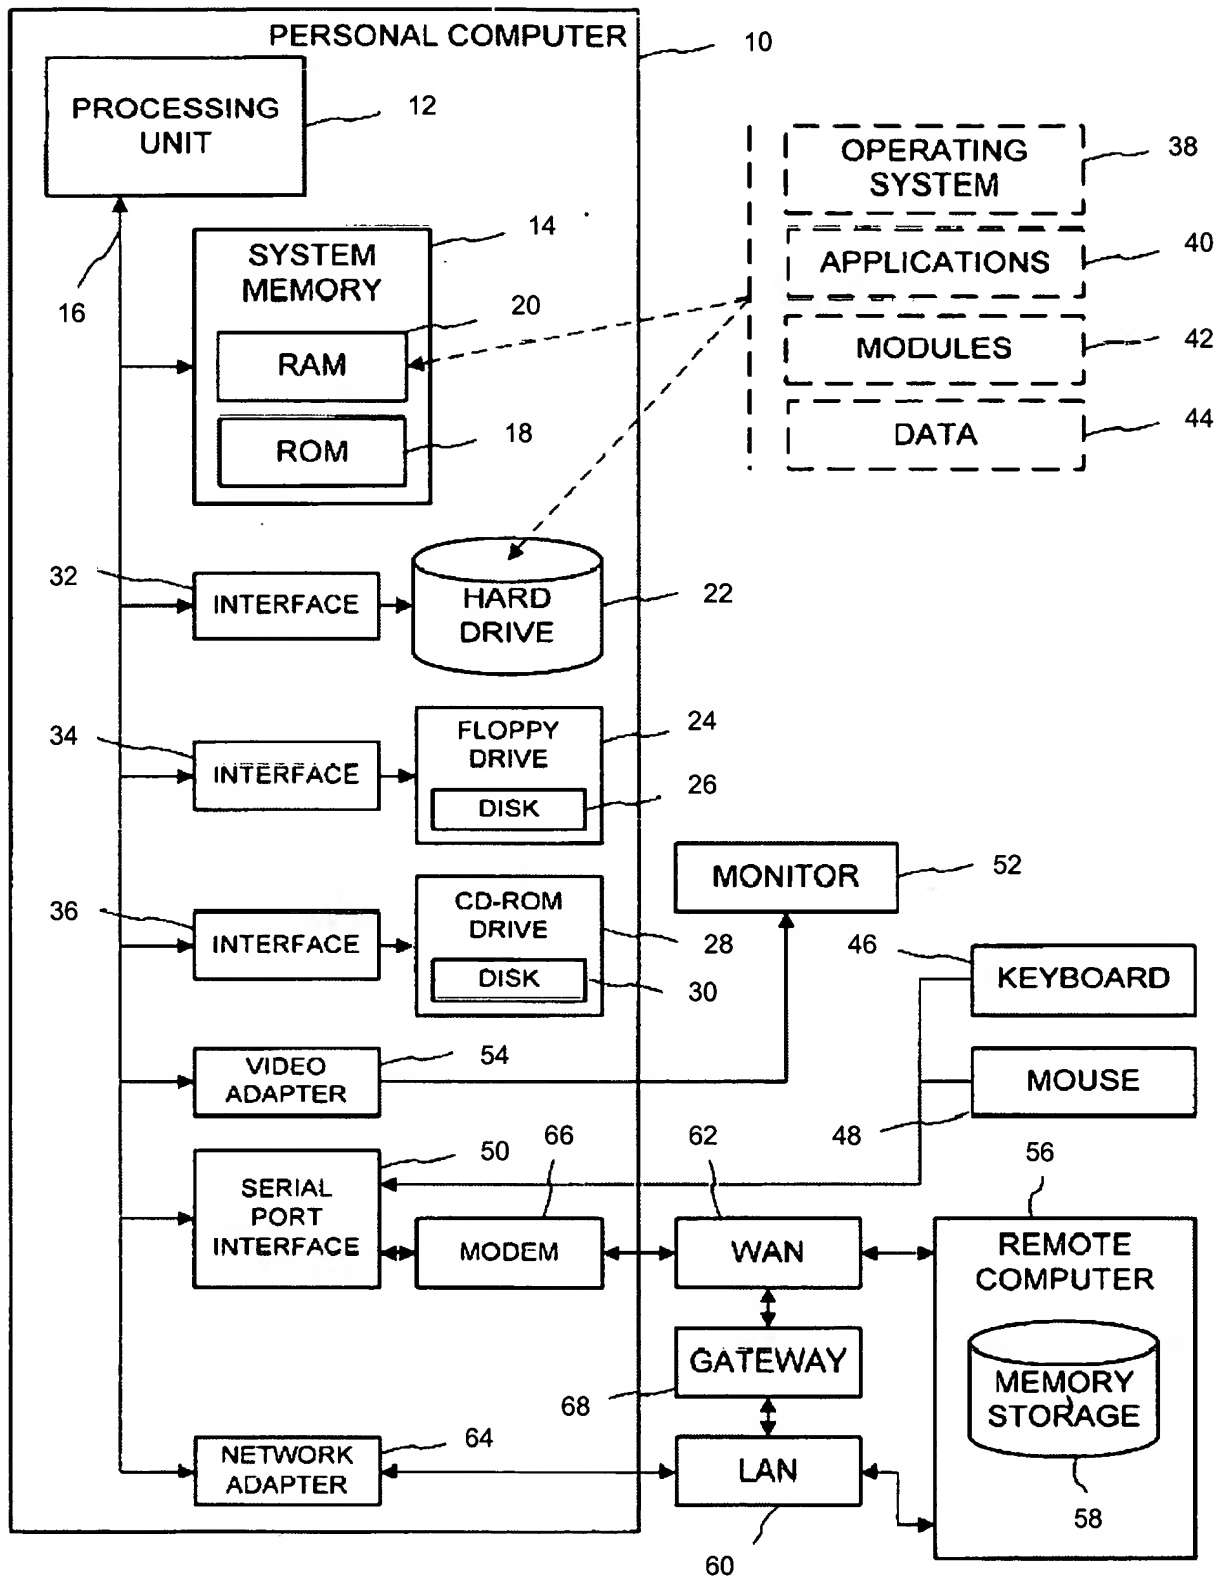 PERSONAL COMPUTER
10
PROCESSING
UNIT
12
16
SYSTEM
MEMORY
14
RAM
20
ROM
18
OPERATING
SYSTEM
38
APPLICATIONS
40
MODULES
42
DATA
44
32
INTERFACE
HARD
DRIVE
22
34
INTERFACE
FLOPPY
DRIVE
24
DISK
26
36
INTERFACE
CD-ROM
DRIVE
28
DISK
30
MONITOR
52
46
KEYBOARD
MOUSE
48
VIDEO
ADAPTER
54
SERIAL
PORT
INTERFACE
50
MODEM
66
WAN
62
56
REMOTE
COMPUTER
MEMORY
STORAGE
58
GATEWAY
68
NETWORK
ADAPTER
64
LAN
60